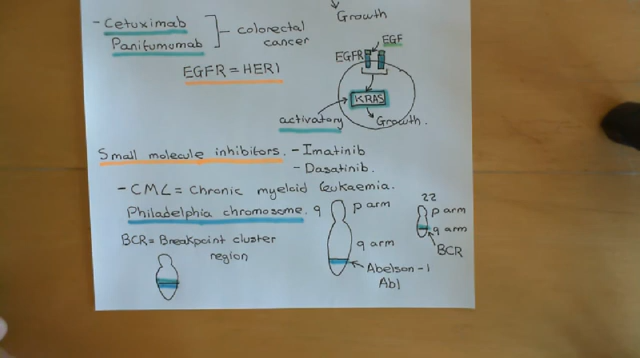 Growth
- Cetuximab
Panitumumab
colorectal
cancer
EGF
EGFR
EGFR = HER1
KRAS
activatory
Growth.
Small molecule inhibitors. - Imatinib
- Dasatinib.
- CML = Chronic myeloid leukaemia.
Philadelphia chromosome.
9
p arm
q arm
Abelson-1
Abl
22
p arm
q arm
BCR
BCR = Breakpoint cluster
region